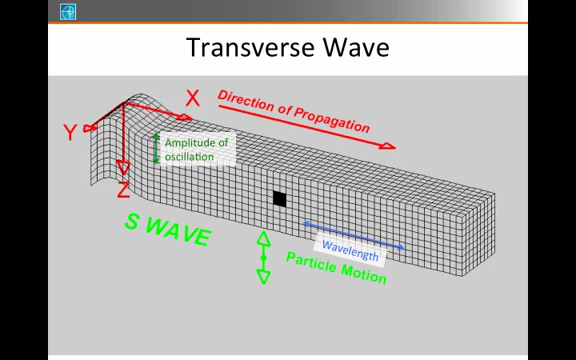 Transverse Wave
X
Direction of Propagation
Y
Amplitude of
oscillation
Z
S WAVE
Wavelength
Particle Motion